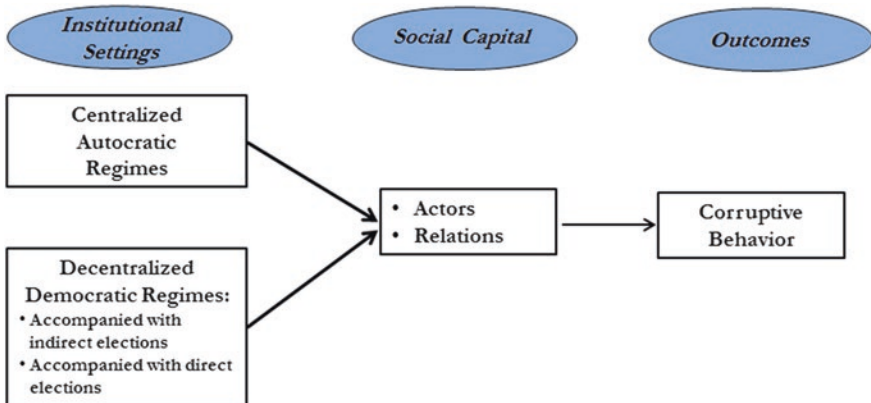 Institutional
Settings
Social Capital
Outcomes
Centralized
Autocratic
Regimes
Decentralized
Democratic Regimes:
• Accompanied with
indirect elections
• Accompanied with direct
elections
• Actors
• Relations
Corruptive
Behavior